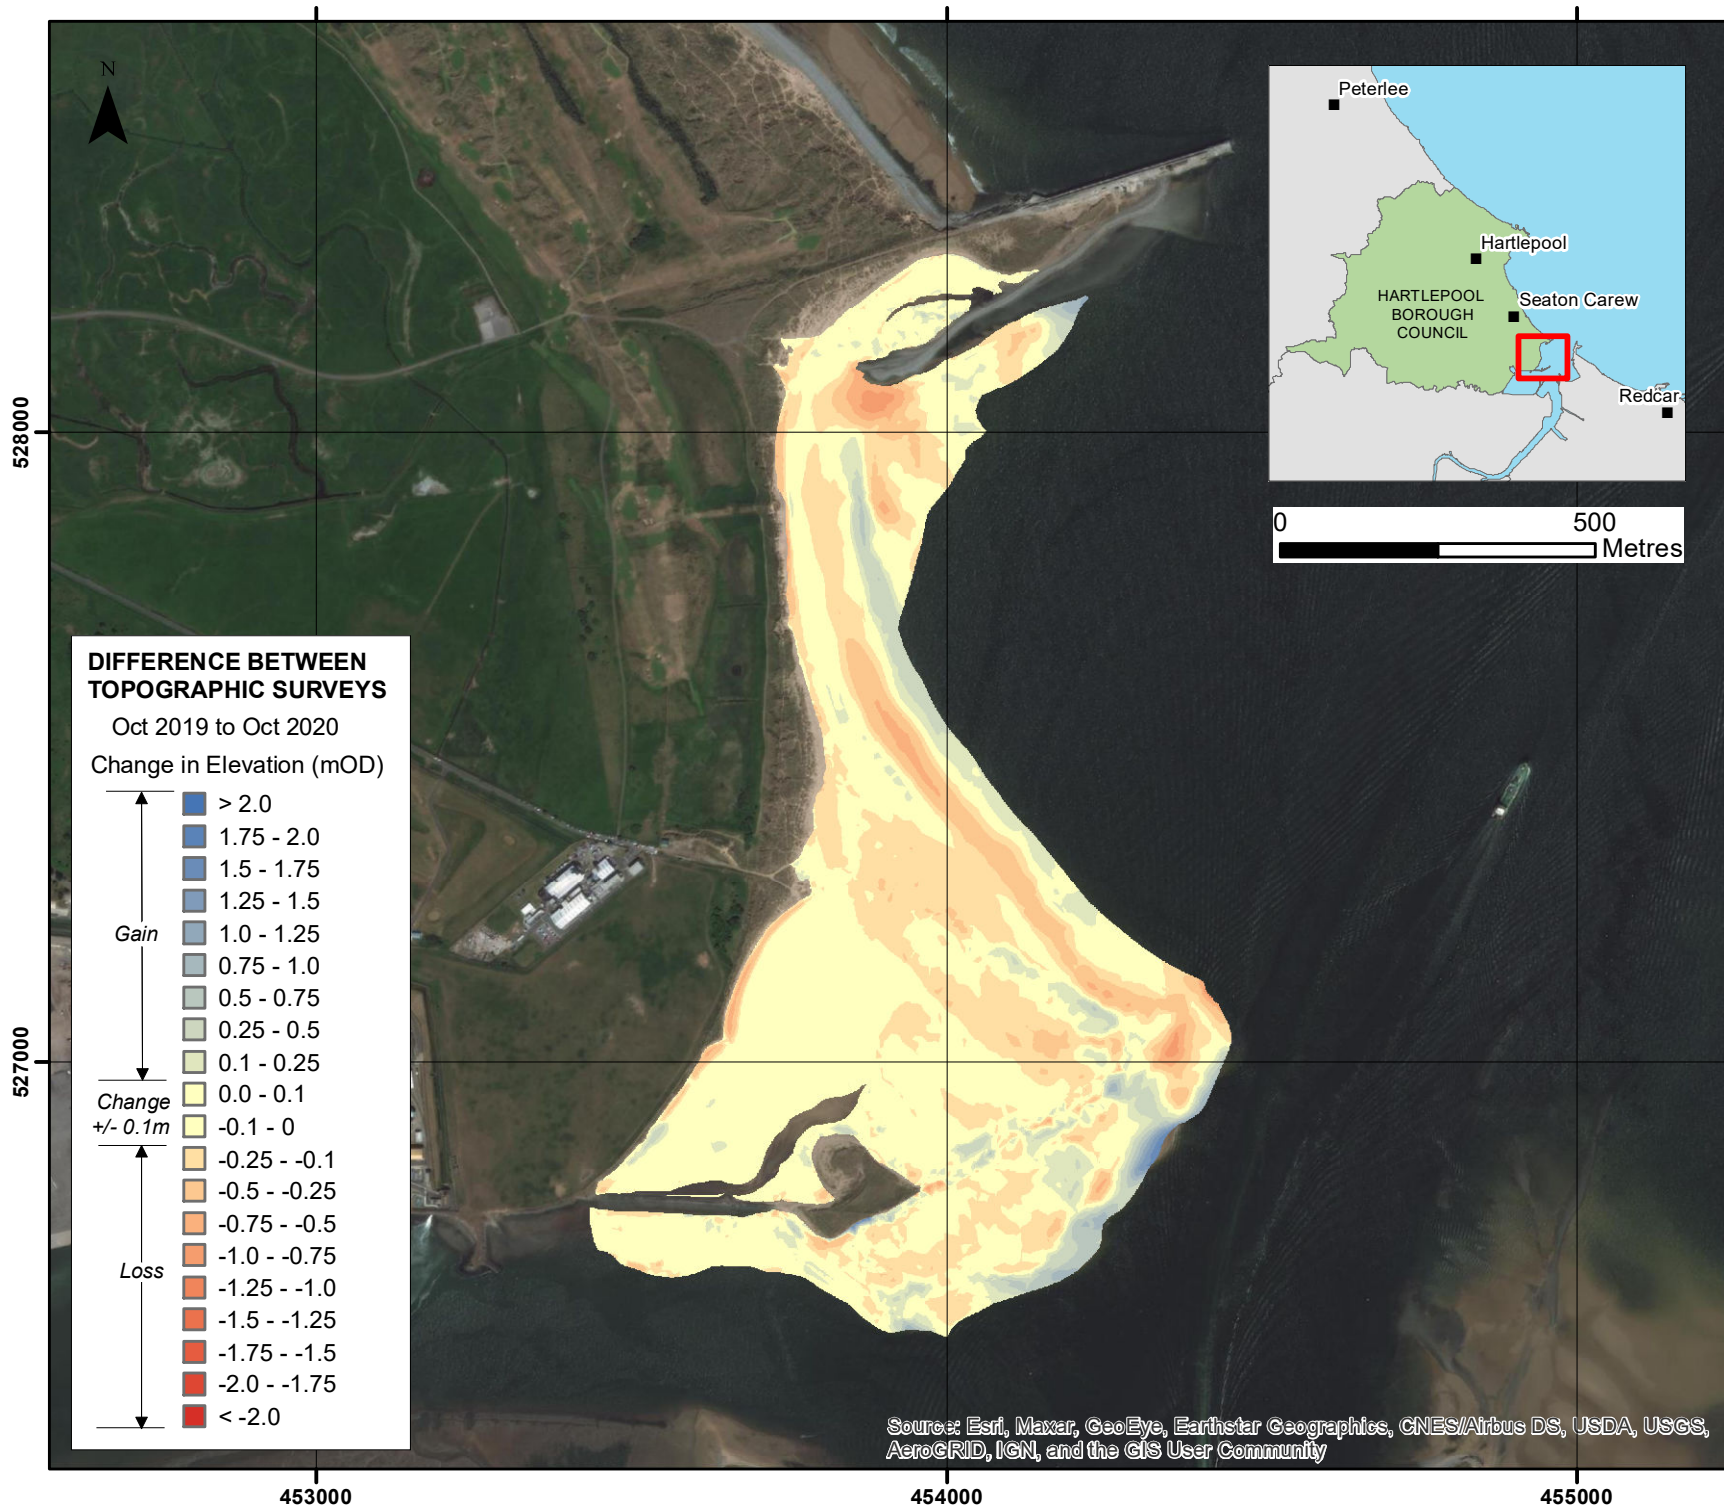 N
Peterlee
Hartlepool
HARTLEPOOL
BOROUGH
COUNCIL
Seaton Carew
Redcar
0 500
Metres
528000
527000
DIFFERENCE BETWEEN
TOPOGRAPHIC SURVEYS
Oct 2019 to Oct 2020
Change in Elevation (mOD)
> 2.0
1.75 - 2.0
1.5 - 1.75
1.25 - 1.5
Gain
1.0 - 1.25
0.75 - 1.0
0.5 - 0.75
0.25 - 0.5
0.1 - 0.25
Change
+/- 0.1m
0.0 - 0.1
-0.1 - 0
-0.25 - -0.1
-0.5 - -0.25
-0.75 - -0.5
-1.0 - -0.75
Loss
-1.25 - -1.0
-1.5 - -1.25
-1.75 - -1.5
-2.0 - -1.75
< -2.0
Source: Esri, Maxar, GeoEye, Earthstar Geographics, CNES/Airbus DS, USDA, USGS,
AeroGRID, IGN, and the GIS User Community
453000 454000 455000